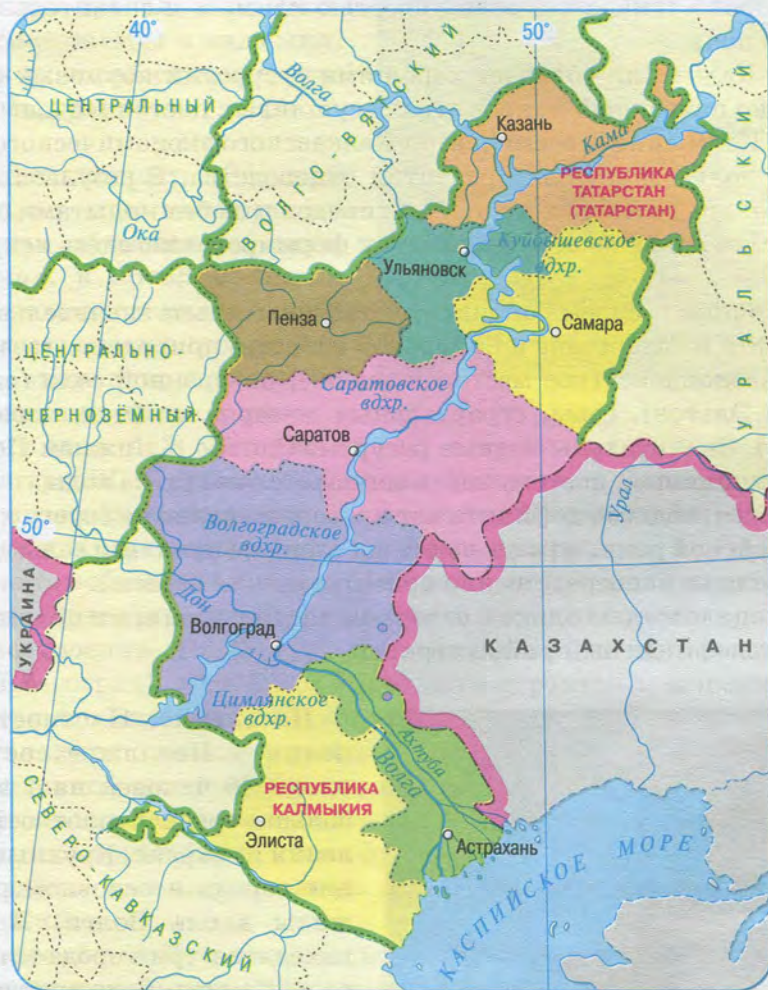 40°
50°
ЦЕНТРАЛЬНЫЙ
Волга
ВОЛГО-ВЯТСКИЙ
Казань
Кама
РЕСПУБЛИКА
ТАТАРСТАН
(ТАТАРСТАН)
Ока
УРАЛЬСКИЙ
Ульяновск
Куйбышевское
вдхр.
Пенза
Самара
ЦЕНТРАЛЬНО-
ЧЕРНОЗЕМНЫЙ
Саратовское
вдхр.
Саратов
Урал
50°
Волгоградское
вдхр.
УКРАИНА
Дон
Волгоград
КАЗАХСТАН
Цимлянское
вдхр.
Ахтуба
Волга
РЕСПУБЛИКА
КАЛМЫКИЯ
Элиста
Астрахань
СЕВЕРО-КАВКАЗСКИЙ
КАСПИЙСКОЕ МОРЕ